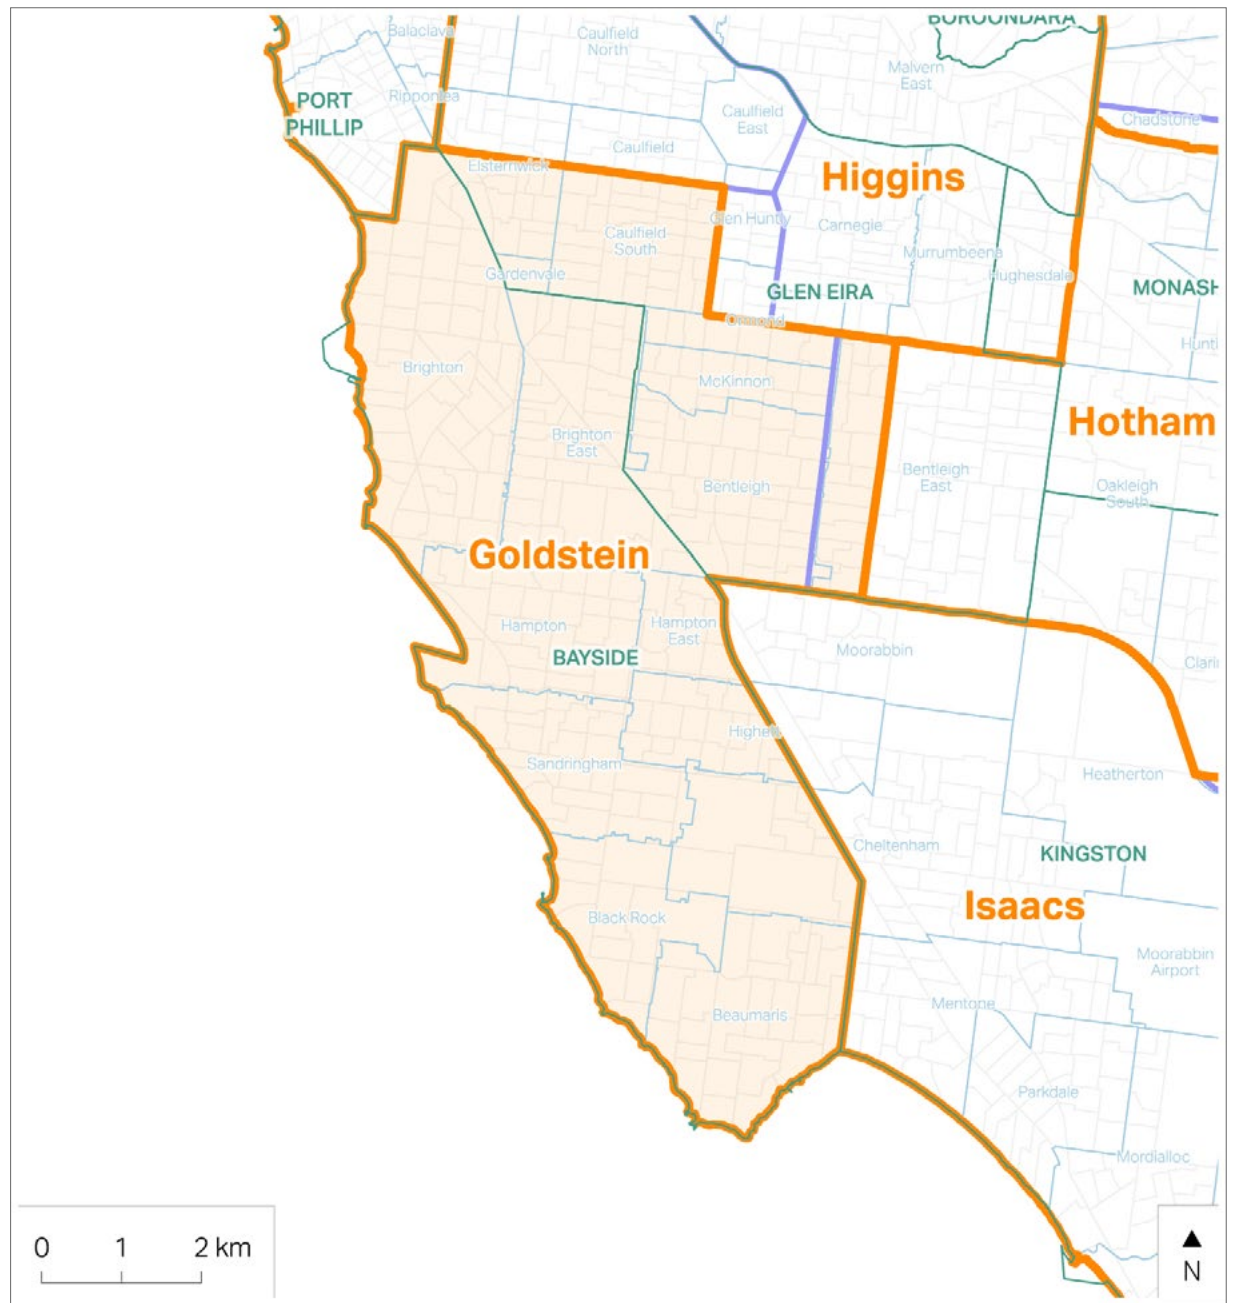 BOROONDARA
Balaclava
Caulfield
North
Malvern
East
Ripponlea
PORT
PHILLIP
Caulfield
East
Chadstone
Caulfield
Elsternwick
Higgins
Glen Huntly
Carnegie
Caulfield
South
Murrumbeena
Hughesdale
Gardenvale
GLEN EIRA
MONASH
Ormond
Hunti
Brighton
McKinnon
Hotham
Brighton
East
Bentleigh
Bentleigh
East
Oakleigh
South
Goldstein
Hampton
Hampton
East
BAYSIDE
Moorabbin
Clari
Highett
Sandringham
Heatherton
Cheltenham
KINGSTON
Isaacs
Black Rock
Moorabbin
Airport
Mentone
Beaumaris
Parkdale
Mordialloc
0 1 2 km
N